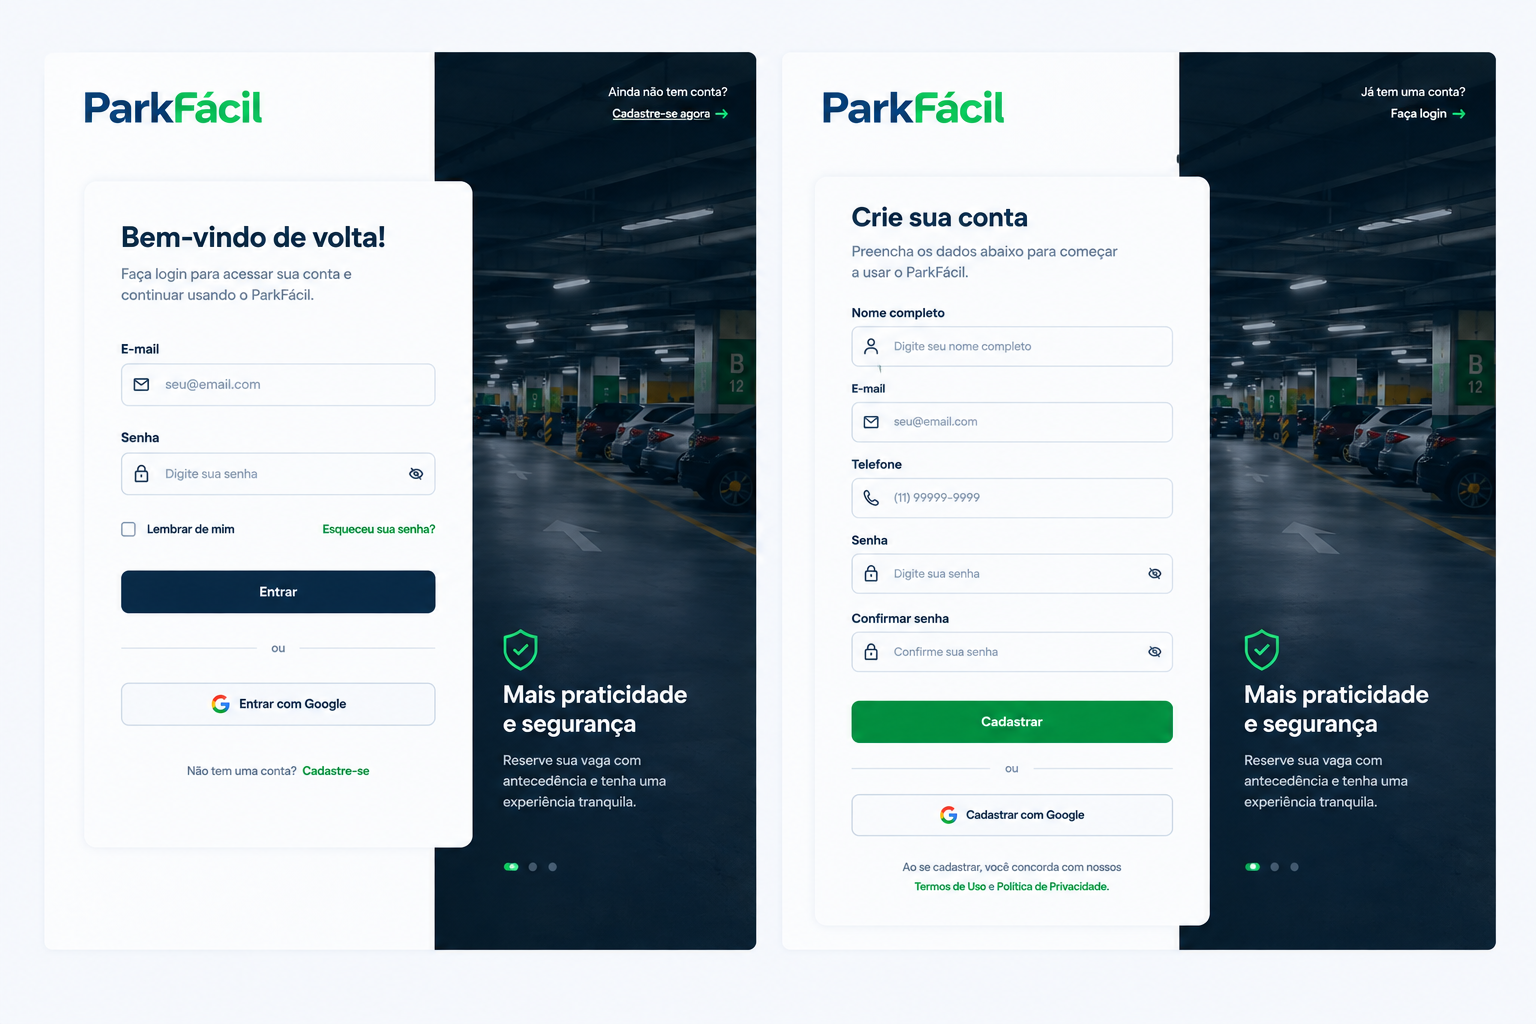 ParkFácil
Ainda não tem conta?
Cadastre-se agora →
Bem-vindo de volta!
Faça login para acessar sua conta e
continuar usando o ParkFácil.
E-mail
seu@email.com
Senha
Digite sua senha
Lembrar de mim
Esqueceu sua senha?
Entrar
ou
Entrar com Google
Não tem uma conta? Cadastre-se
B
12
Mais praticidade
e segurança
Reserve sua vaga com
antecedência e tenha uma
experiência tranquila.
ParkFácil
Já tem uma conta?
Faça login →
Crie sua conta
Preencha os dados abaixo para começar
a usar o ParkFácil.
Nome completo
Digite seu nome completo
E-mail
seu@email.com
Telefone
(11) 99999-9999
Senha
Digite sua senha
Confirmar senha
Confirme sua senha
Cadastrar
ou
Cadastrar com Google
Ao se cadastrar, você concorda com nossos
Termos de Uso e Política de Privacidade.
B
12
Mais praticidade
e segurança
Reserve sua vaga com
antecedência e tenha uma
experiência tranquila.